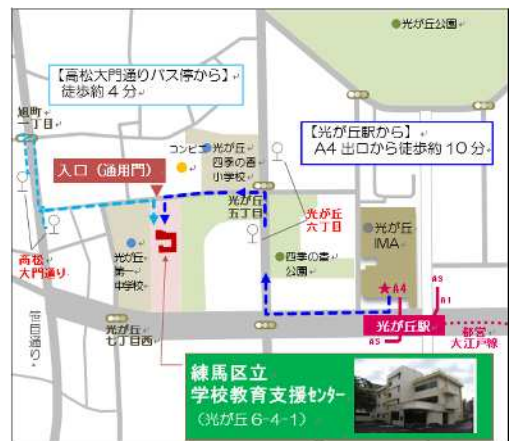 光が丘公園
【高松大門通りバス停から】
徒歩約4分
旭町
一丁目
コンビニ
光が丘
四季の香
小学校
【光が丘駅から】
A4出口から徒歩約10分
入口（通用門）
光が丘
五丁目
光が丘
六丁目
光が丘
IMA
高松
大門通り
光が丘
第一
中学校
四季の香
公園
A4
A3
A1
笹目通り
光が丘
七丁目西
光が丘駅
A5
都営
大江戸線
練馬区立
学校教育支援センター
（光が丘6-4-1）